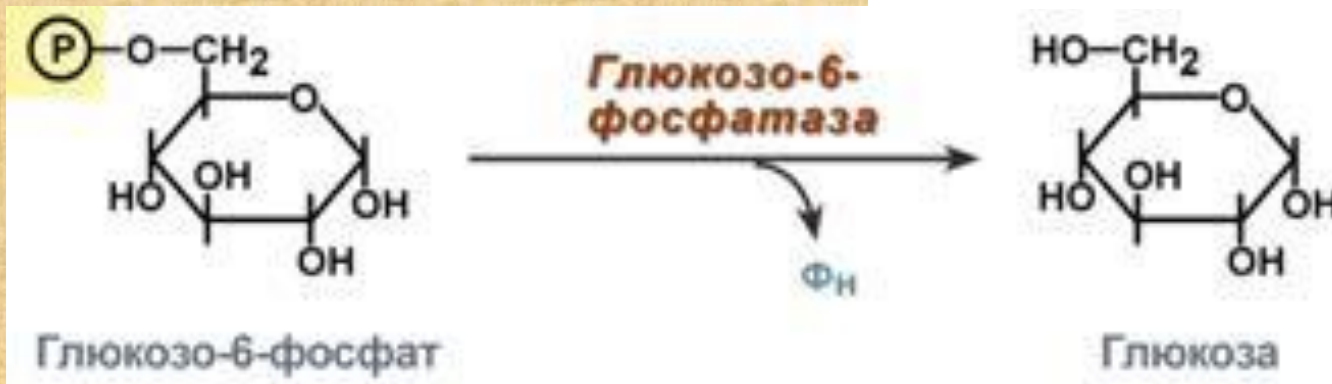 P—O—CH2
O
HO
OH
OH
OH
Глюкозо-6-фосфат
Глюкозо-6-
фосфатаза
Фн
HO—CH2
O
HO
OH
OH
OH
Глюкоза